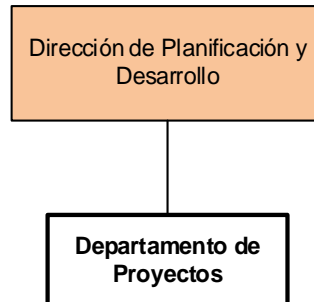 Dirección de Planificación y
Desarrollo
Departamento de
Proyectos